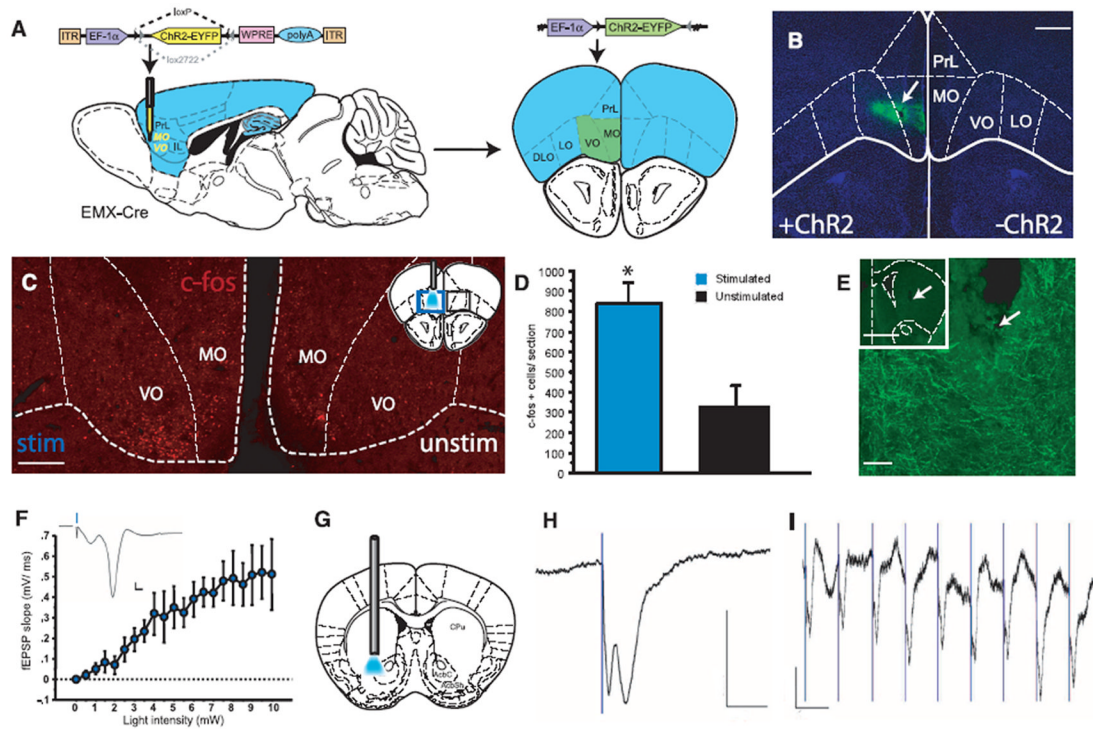 A
loxP
ITR EF-1α ChR2-EYFP WPRE polyA ITR
lox2722
PrL
MO
VO IL
EMX-Cre
EF-1α ChR2-EYFP
PrL
MO
VO
LO
DLO
B
PrL
MO
VO LO
+ChR2 -ChR2
C
c-fos
MO MO
VO VO
stim unstim
D
*
Stimulated
Unstimulated
c-fos + cells/ section
1000
900
800
700
600
500
400
300
200
100
0
E
F
fEPSP slope (mV/ ms)
.7
.6
.5
.4
.3
.2
.1
0
-.1
0 1 2 3 4 5 6 7 8 9 10
Light intensity (mW)
G
CPu
AcbC
AcbSh
H
I